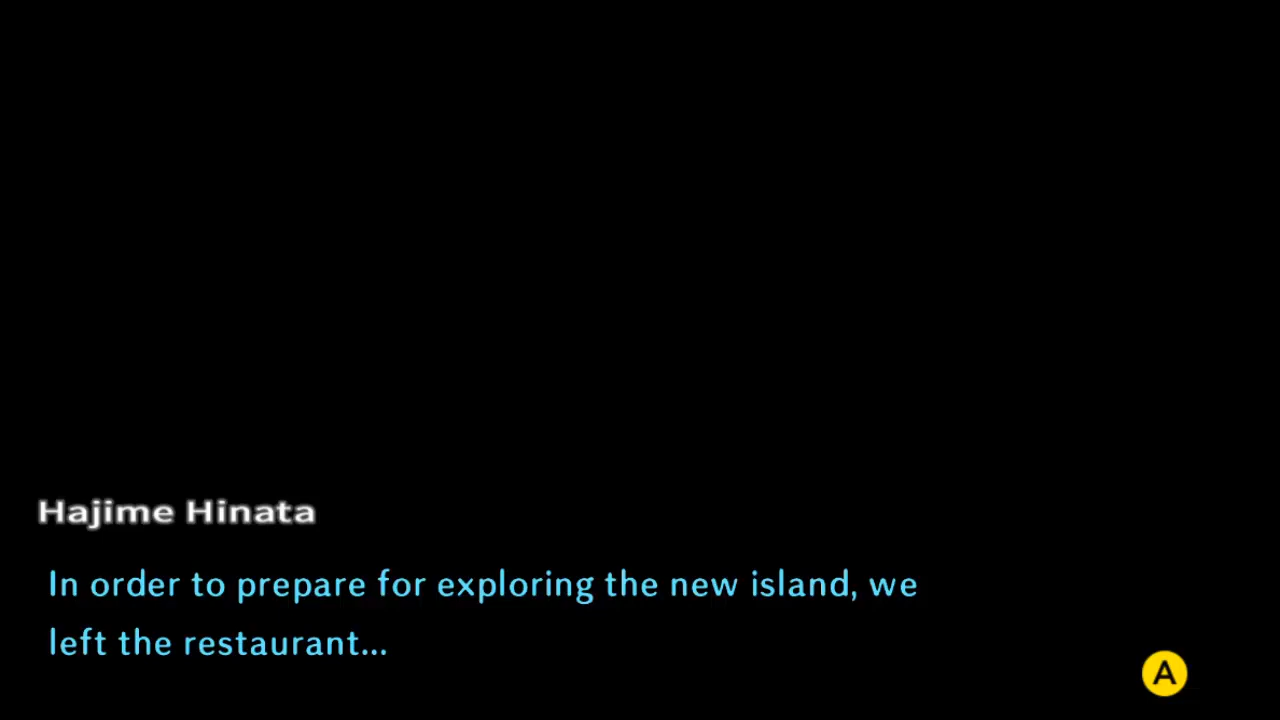 Hajime Hinata
In order to prepare for exploring the new island, we
left the restaurant...
A